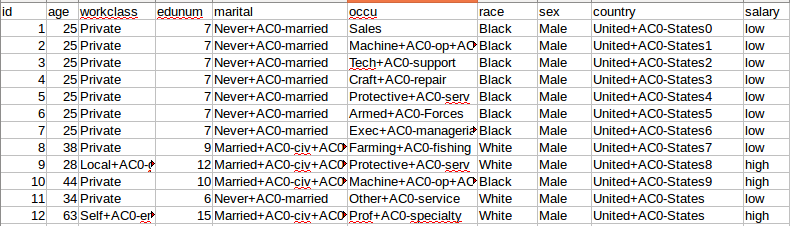 id age workclass edunum marital occu race sex country salary
1 25 Private 7 Never+AC0-married Sales Black Male United+AC0-States0 low
2 25 Private 7 Never+AC0-married Machine+AC0-op+AC Black Male United+AC0-States1 low
3 25 Private 7 Never+AC0-married Tech+AC0-support Black Male United+AC0-States2 low
4 25 Private 7 Never+AC0-married Craft+AC0-repair Black Male United+AC0-States3 low
5 25 Private 7 Never+AC0-married Protective+AC0-serv Black Male United+AC0-States4 low
6 25 Private 7 Never+AC0-married Armed+AC0-Forces Black Male United+AC0-States5 low
7 25 Private 7 Never+AC0-married Exec+AC0-manageria Black Male United+AC0-States6 low
8 38 Private 9 Married+AC0-civ+AC0 Farming+AC0-fishing White Male United+AC0-States7 low
9 28 Local+AC0-g 12 Married+AC0-civ+AC0 Protective+AC0-serv White Male United+AC0-States8 high
10 44 Private 10 Married+AC0-civ+AC0 Machine+AC0-op+AC Black Male United+AC0-States9 high
11 34 Private 6 Never+AC0-married Other+AC0-service White Male United+AC0-States low
12 63 Self+AC0-em 15 Married+AC0-civ+AC0 Prof+AC0-specialty White Male United+AC0-States high